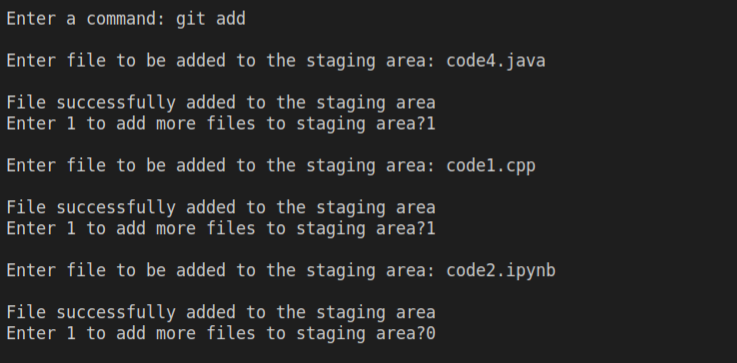 Enter a command: git add
Enter file to be added to the staging area: code4.java
File successfully added to the staging area
Enter 1 to add more files to staging area?1
Enter file to be added to the staging area: code1.cpp
File successfully added to the staging area
Enter 1 to add more files to staging area?1
Enter file to be added to the staging area: code2.ipynb
File successfully added to the staging area
Enter 1 to add more files to staging area?0